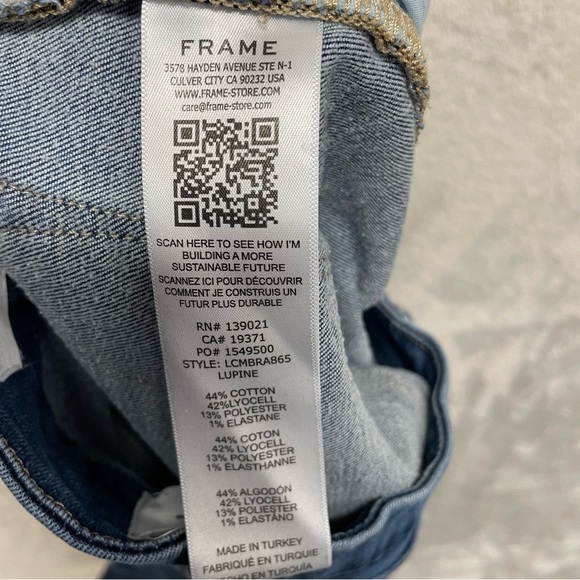 FRAME
3578 HAYDEN AVENUE STE N-1
CULVER CITY CA 90232 USA
WWW.FRAME-STORE.COM
care@frame-store.com
SCAN HERE TO SEE HOW I'M
BUILDING A MORE
SUSTAINABLE FUTURE
SCANNEZ ICI POUR DÉCOUVRIR
COMMENT JE CONSTRUIS UN
FUTUR PLUS DURABLE
RN# 139021
CA# 19371
PO# 1549500
STYLE: LCMBRA865
LUPINE
44% COTTON
42%LYOCELL
13% POLYESTER
1% ELASTANE
44% COTON
42% LYOCELL
13% POLYESTER
1% ÉLASTHANNE
44% ALGODÓN
42% LYOCELL
13% POLIÉSTER
1% ELASTANO
MADE IN TURKEY
FABRIQUÉ EN TURQUIE
HECHO EN TURQUÍA